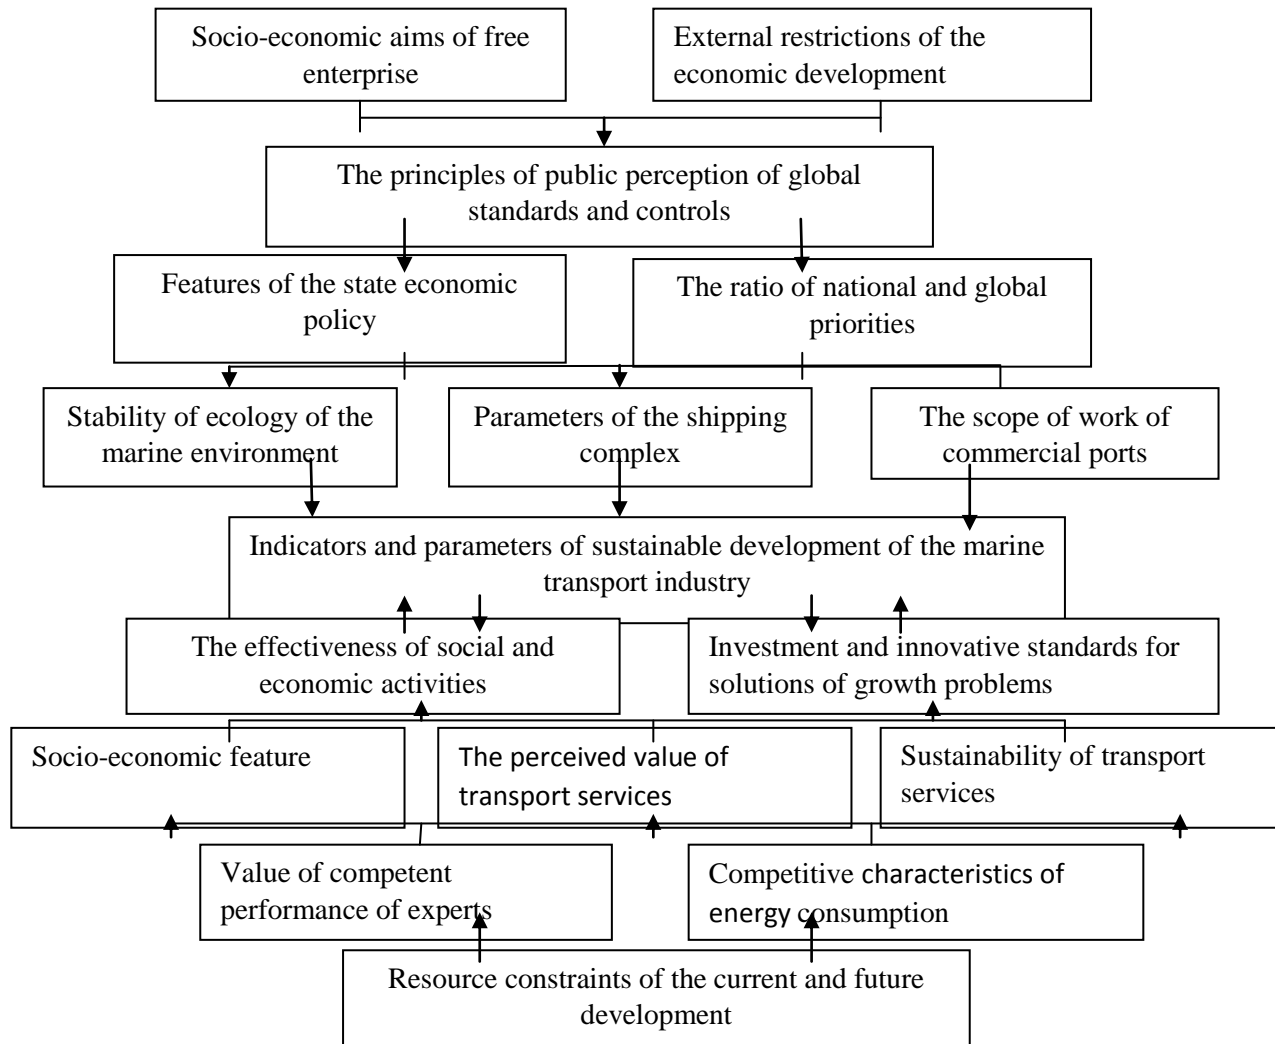 Socio-economic aims of free
enterprise
External restrictions of the
economic development
The principles of public perception of global
standards and controls
Features of the state economic
policy
The ratio of national and global
priorities
Stability of ecology of the
marine environment
Parameters of the shipping
complex
The scope of work of
commercial ports
Indicators and parameters of sustainable development of the marine
transport industry
The effectiveness of social and
economic activities
Investment and innovative standards for
solutions of growth problems
Socio-economic feature
The perceived value of
transport services
Sustainability of transport
services
Value of competent
performance of experts
Competitive characteristics of
energy consumption
Resource constraints of the current and future
development